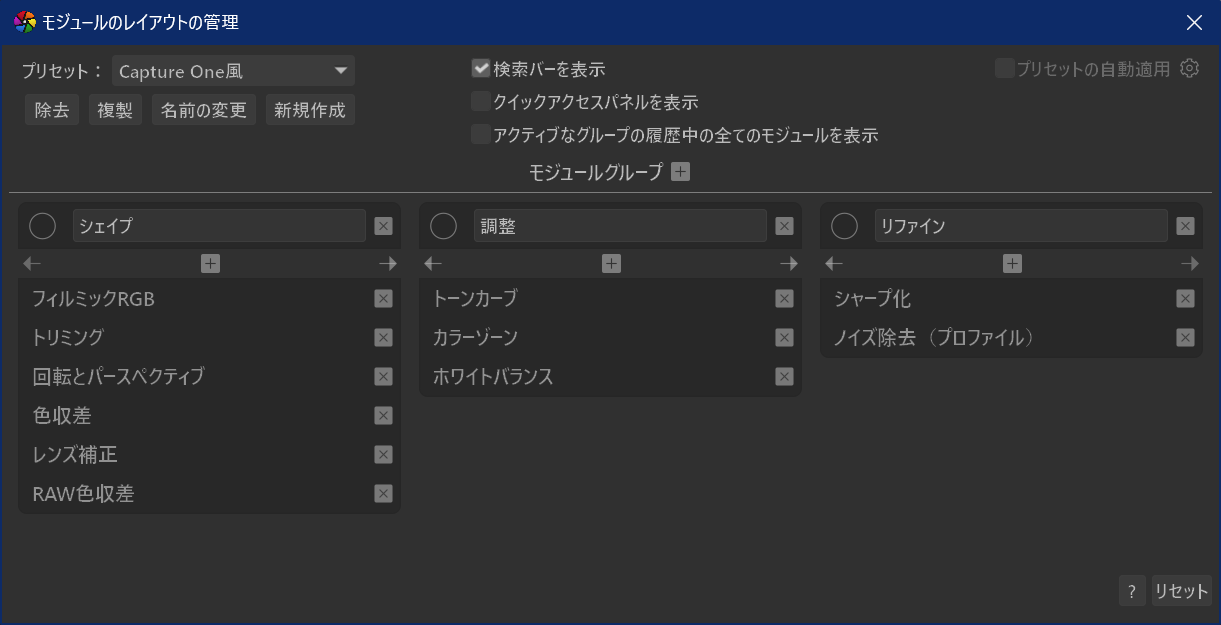 モジュールのレイアウトの管理
プリセット： Capture One風
除去 複製 名前の変更 新規作成
検索バーを表示
クイックアクセスパネルを表示
アクティブなグループの履歴中の全てのモジュールを表示
プリセットの自動適用
モジュールグループ
シェイプ
フィルミックRGB
トリミング
回転とパースペクティブ
色収差
レンズ補正
RAW色収差
調整
トーンカーブ
カラーゾーン
ホワイトバランス
リファイン
シャープ化
ノイズ除去（プロファイル）
? リセット